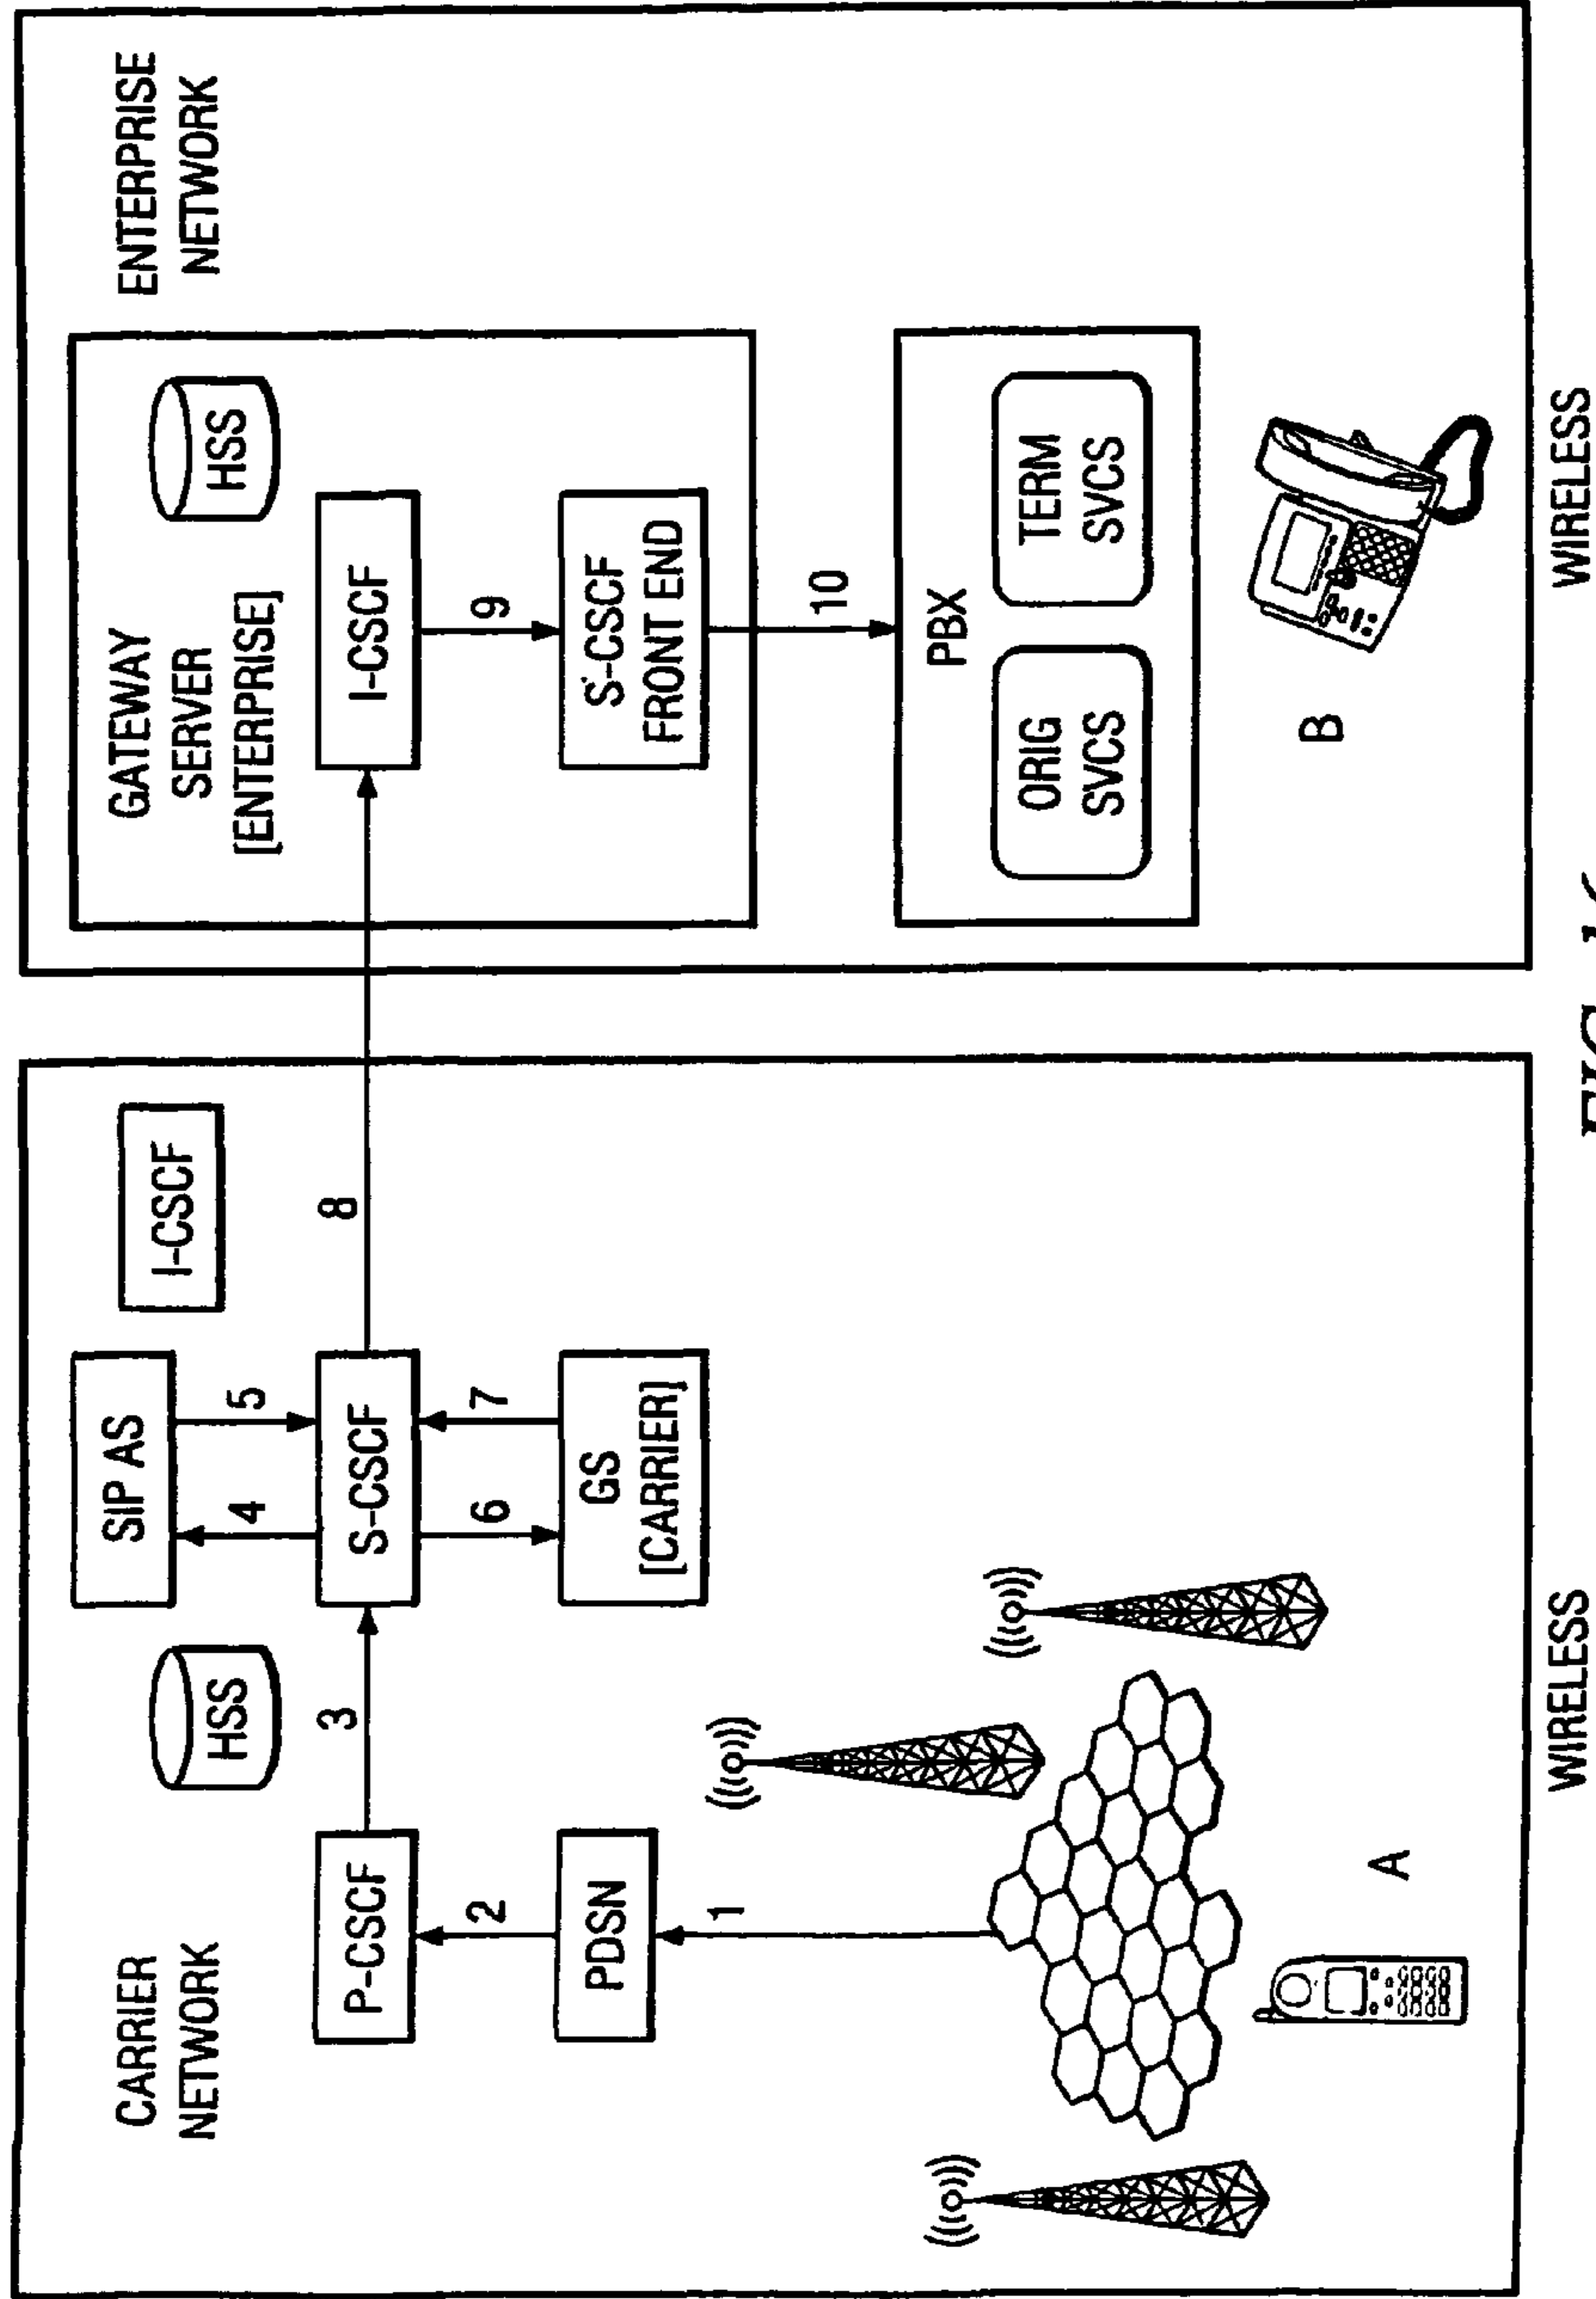 CARRIER
NETWORK
HSS
SIP AS
I-CSCF
4
5
P-CSCF
3
S-CSCF
8
2
6
7
PDSN
GS
[CARRIER]
1
A
WIRELESS
ENTERPRISE
NETWORK
GATEWAY
SERVER
[ENTERPRISE]
HSS
I-CSCF
9
S-CSCF
FRONT END
10
PBX
ORIG
SVCS
TERM
SVCS
B
WIRELESS